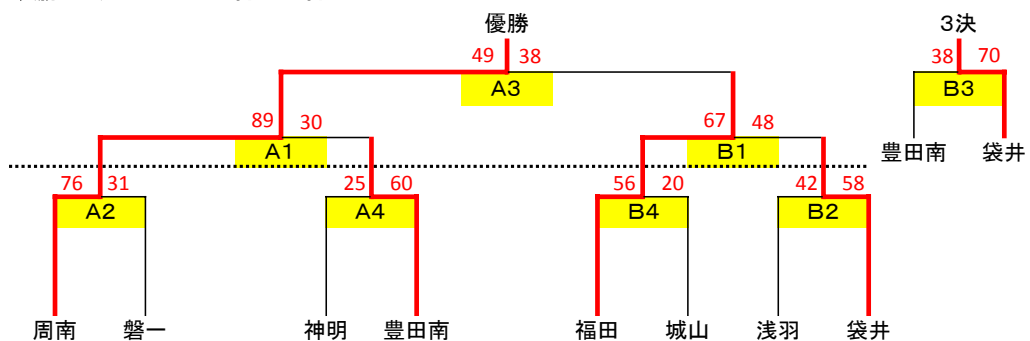 優勝 3決
49 38 38 70
A3 B3
89 30 67 48
A1 B1 豊田南 袋井
76 31 25 60 56 20 42 58
A2 A4 B4 B2
周南 磐一 神明 豊田南 福田 城山 浅羽 袋井